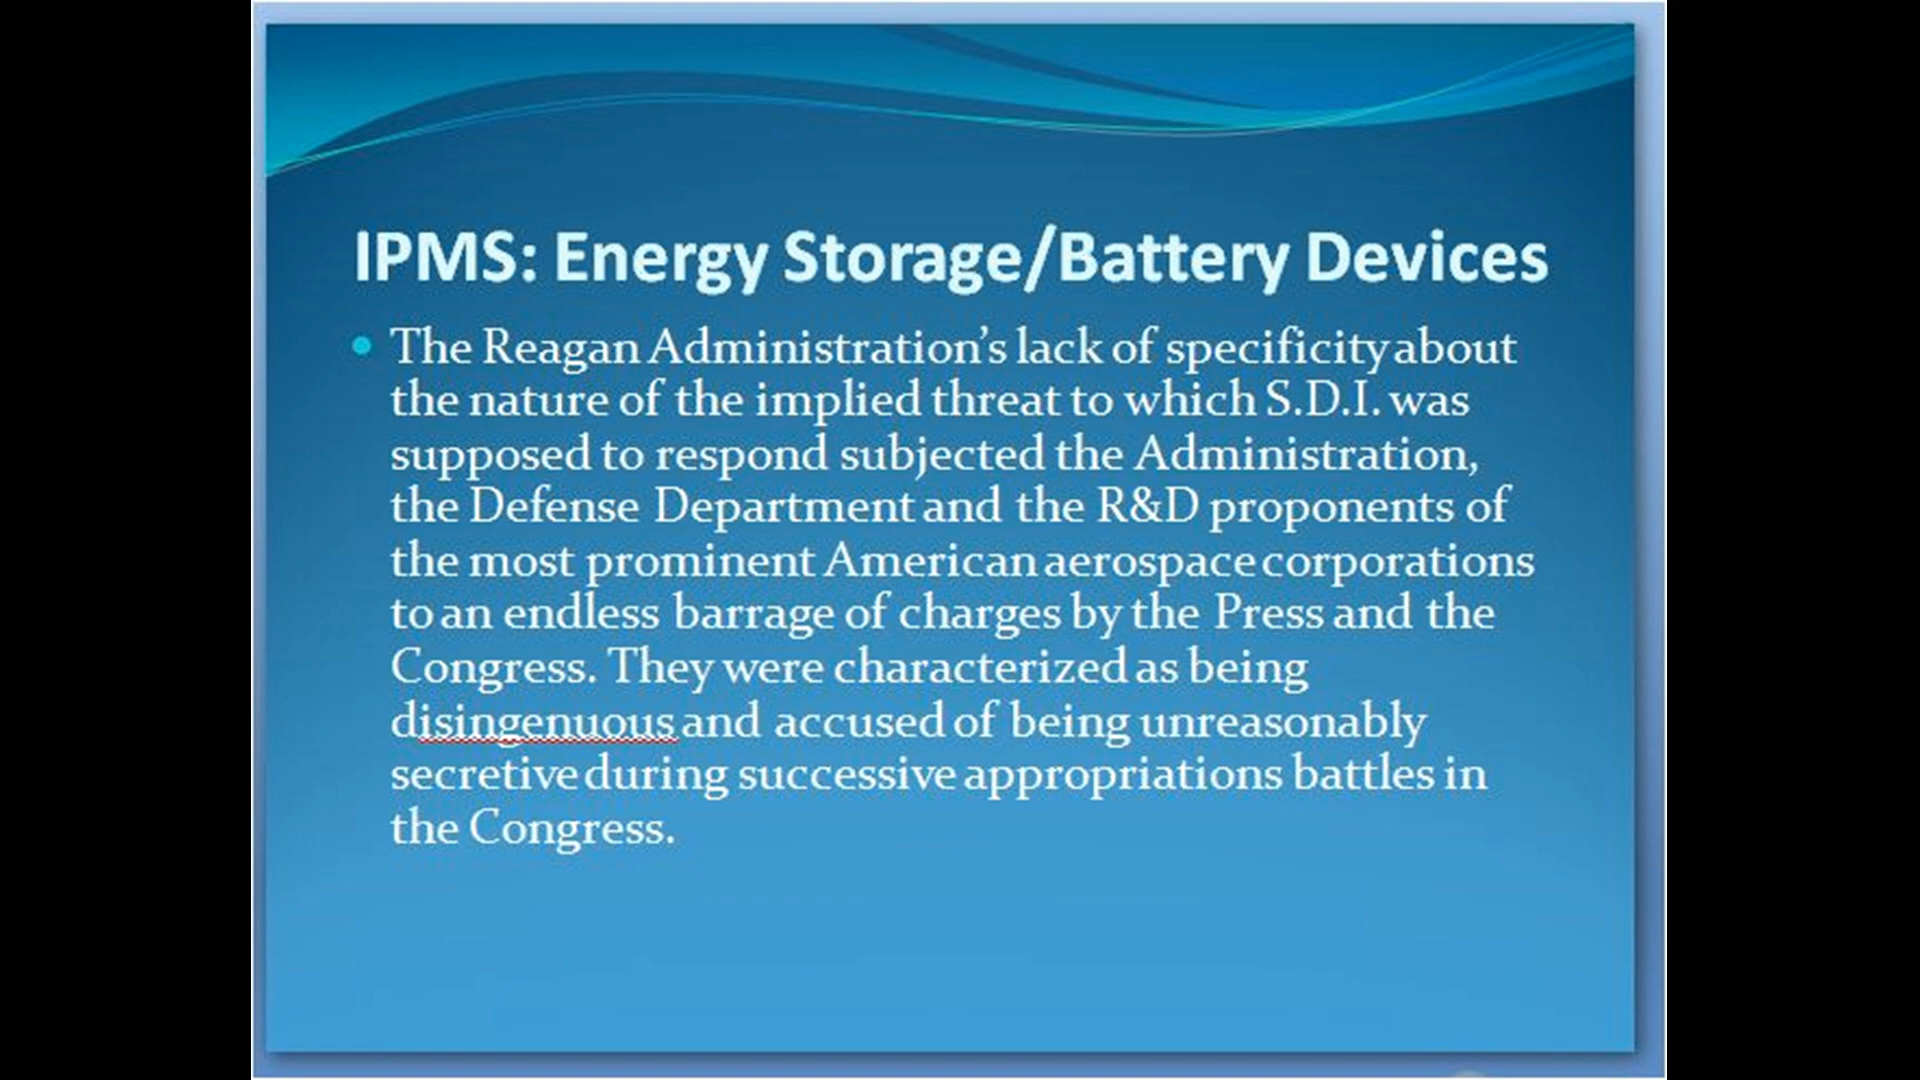 IPMS: Energy Storage/Battery Devices
• The Reagan Administration’s lack of specificity about
the nature of the implied threat to which S.D.I. was
supposed to respond subjected the Administration,
the Defense Department and the R&D proponents of
the most prominent American aerospace corporations
to an endless barrage of charges by the Press and the
Congress. They were characterized as being
disingenuous and accused of being unreasonably
secretive during successive appropriations battles in
the Congress.